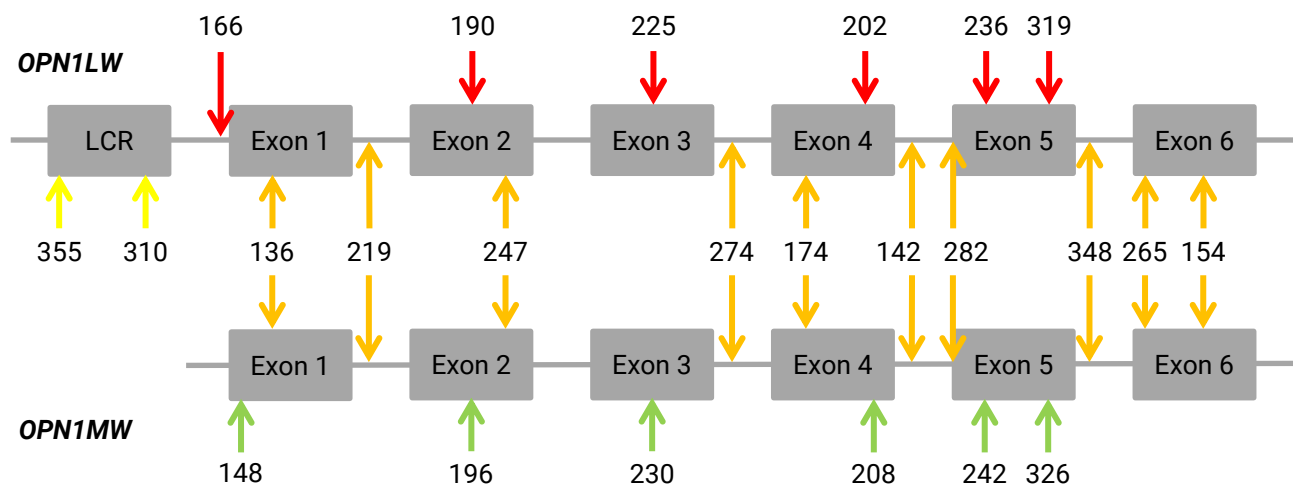 166 190 225 202 236 319
OPN1LW
LCR Exon 1 Exon 2 Exon 3 Exon 4 Exon 5 Exon 6
355 310 136 219 247 274 174 142 282 348 265 154
Exon 1 Exon 2 Exon 3 Exon 4 Exon 5 Exon 6
OPN1MW
148 196 230 208 242 326